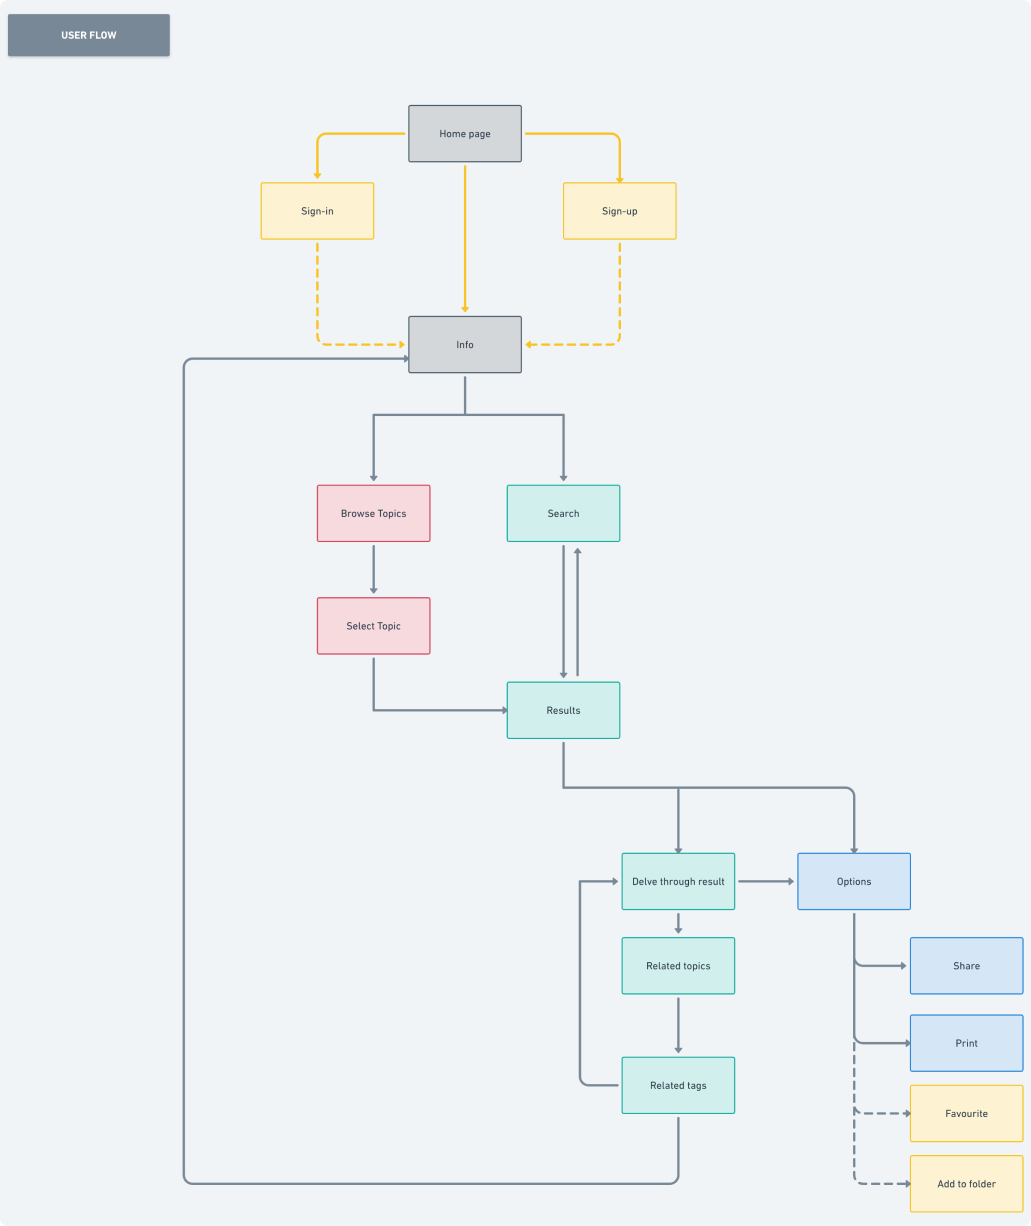 USER FLOW
Home page
Sign-in
Sign-up
Info
Browse Topics
Search
Select Topic
Results
Delve through result
Options
Related topics
Share
Print
Related tags
Favourite
Add to folder